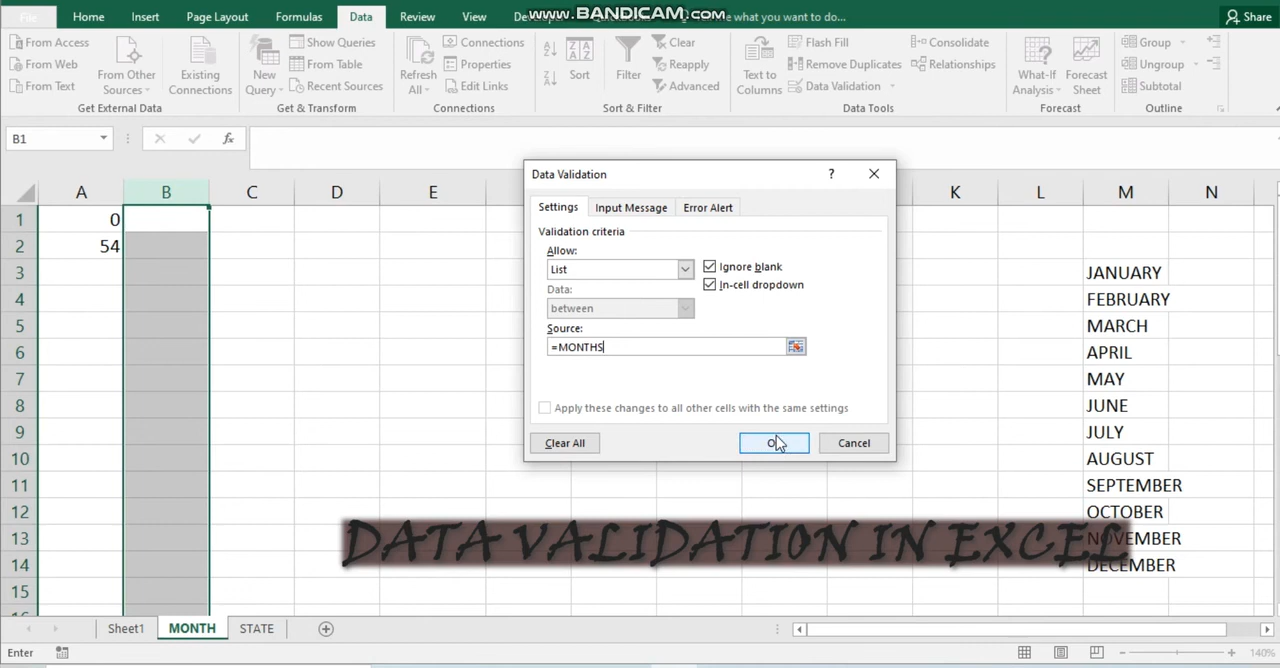 www.BANDICAM.com
File Home Insert Page Layout Formulas Data Review View what you want to do... Share
From Access From Web From Text From Other Sources Existing Connections Get External Data
New Query Show Queries From Table Recent Sources Get & Transform
Refresh All Connections Properties Edit Links Connections
Sort Filter Clear Reapply Advanced Sort & Filter
Text to Columns Flash Fill Remove Duplicates Data Validation Consolidate Relationships Data Tools
What-If Analysis Forecast Sheet Forecast
Group Ungroup Subtotal Outline
B1 fx
A B C D E K L M N
1 0
2 54
3 JANUARY
4 FEBRUARY
5 MARCH
6 APRIL
7 MAY
8 JUNE
9 JULY
10 AUGUST
11 SEPTEMBER
12 OCTOBER
13 NOVEMBER
14 DECEMBER
15
16
Data Validation ?
Settings Input Message Error Alert
Validation criteria
Allow:
List
Ignore blank
In-cell dropdown
Data:
between
Source:
=MONTHS
Apply these changes to all other cells with the same settings
Clear All Cancel
DATA VALIDATION IN EXCEL
Sheet1 MONTH STATE
Enter 140%